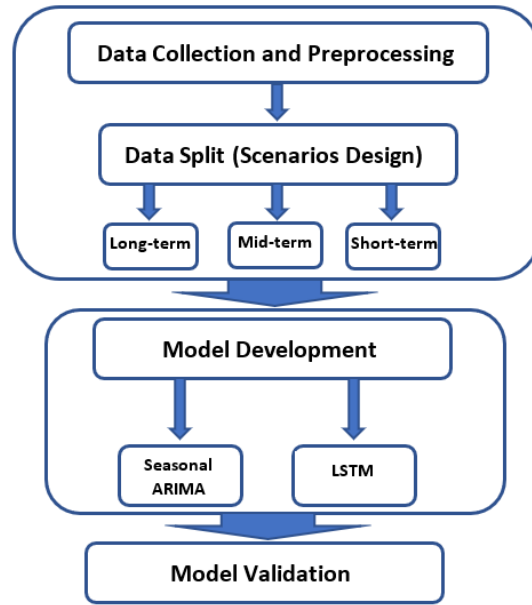 Data Collection and Preprocessing
Data Split (Scenarios Design)
Long-term
Mid-term
Short-term
Model Development
Seasonal
ARIMA
LSTM
Model Validation